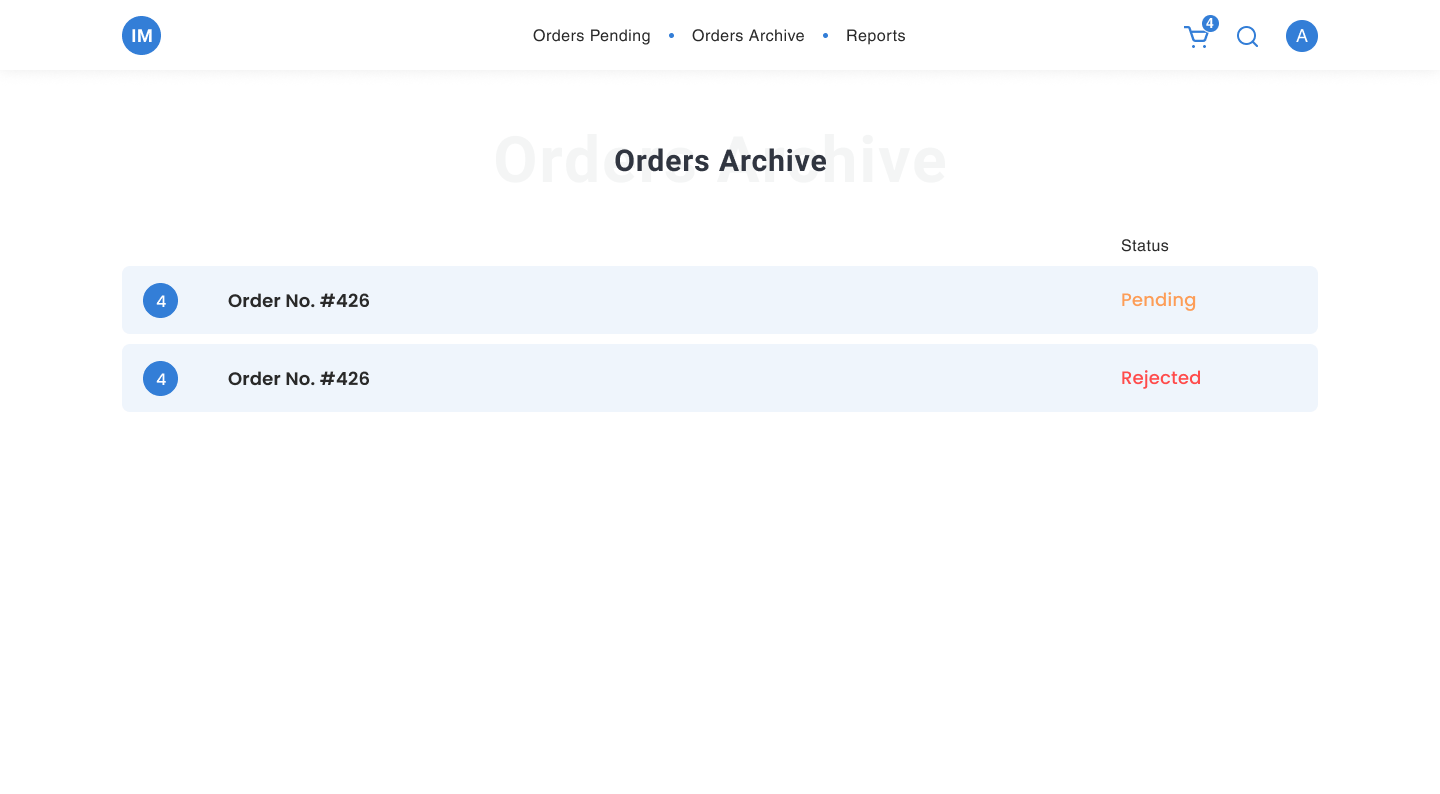 IM
Orders Pending • Orders Archive • Reports
4
A
Orders Archive
Orders Archive
Status
4 Order No. #426 Pending
4 Order No. #426 Rejected